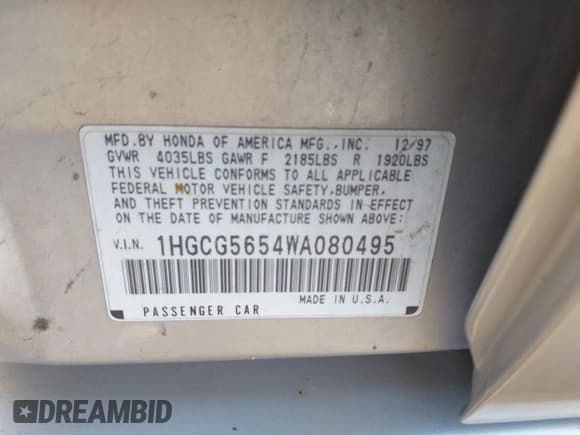 MFD.BY HONDA OF AMERICA MFG.,INC. 12/97
GVWR 4035LBS GAWR F 2185LBS R 1920LBS
THIS VEHICLE CONFORMS TO ALL APPLICABLE
FEDERAL MOTOR VEHICLE SAFETY,BUMPER,
AND THEFT PREVENTION STANDARDS IN EFFECT
ON THE DATE OF MANUFACTURE SHOWN ABOVE:
V.I.N. 1HGCG5654WA080495
MADE IN U.S.A.
PASSENGER CAR
DREAMBID